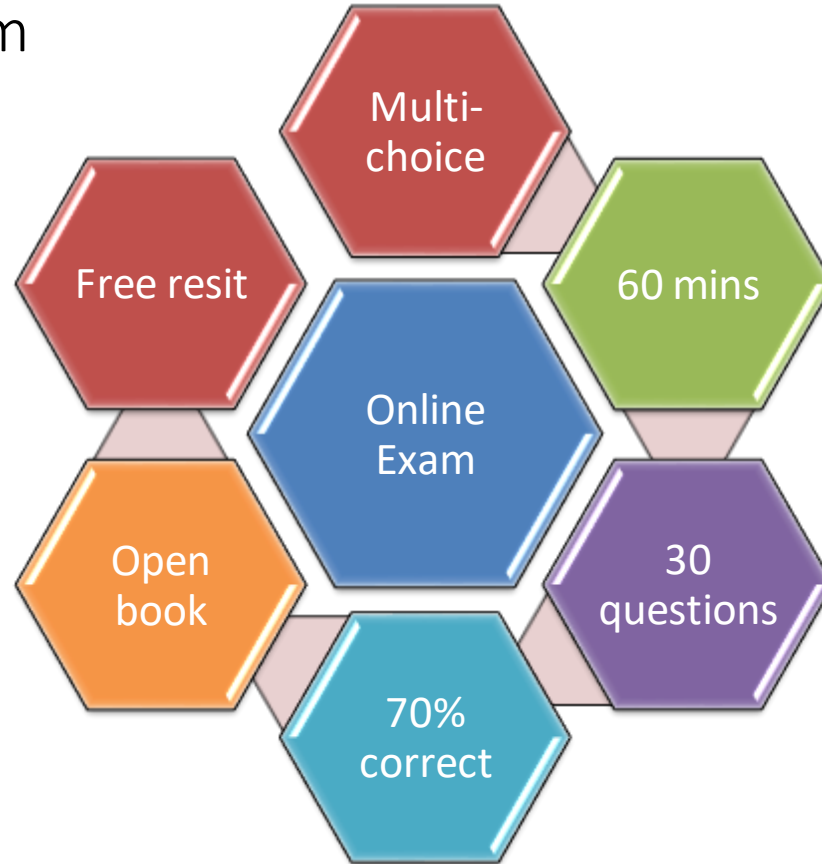 m
Multi-
choice
60 mins
30
questions
70%
correct
Open
book
Free resit
Online
Exam